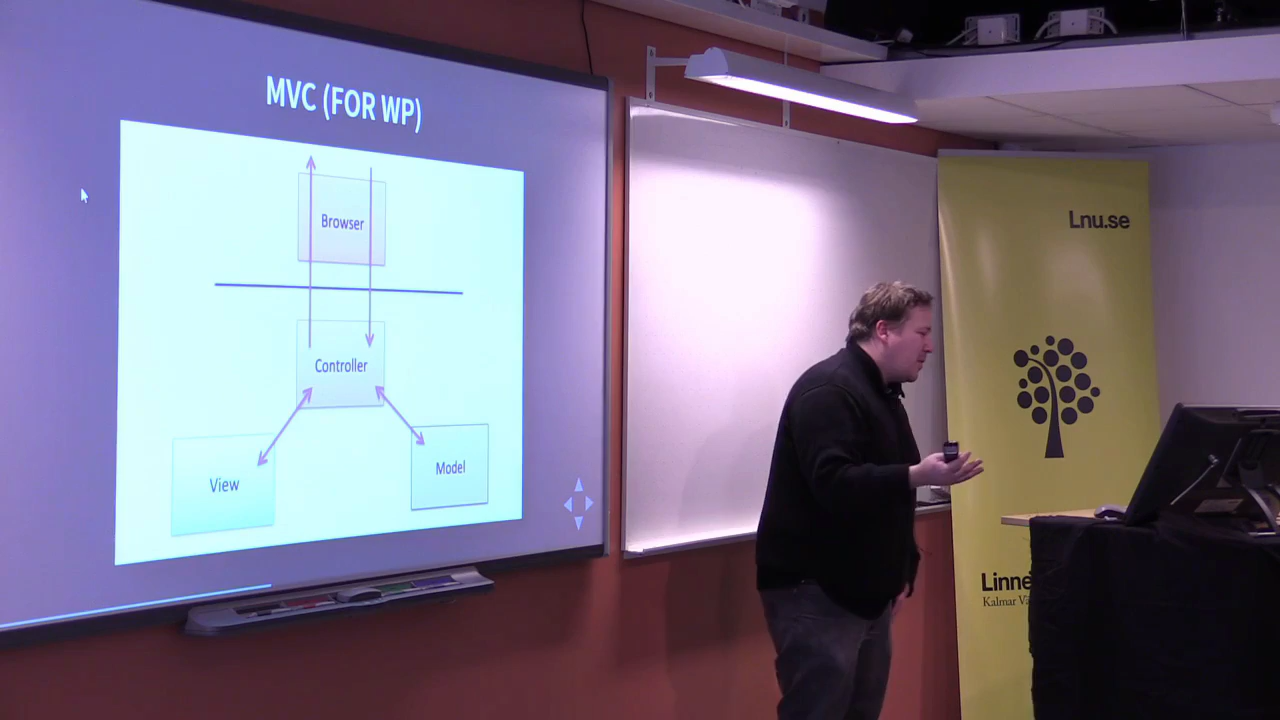 MVC (FOR WP)
Browser
Controller
View
Model
Lnu.se
Linne
Kalmar Vä